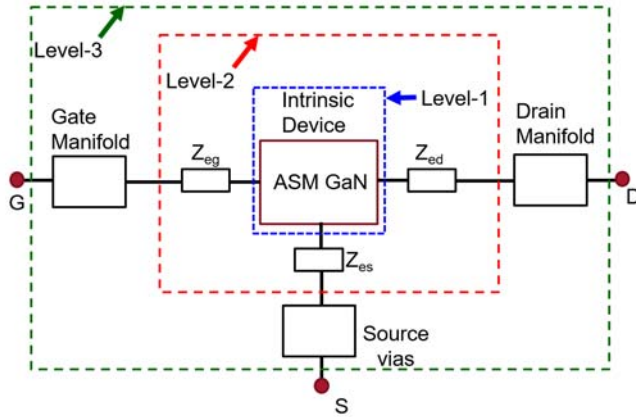 Level-3
Level-2
Intrinsic
Device
Level-1
Gate
Manifold
Drain
Manifold
Zeg
Zed
ASM GaN
G
D
Zes
Source
vias
S